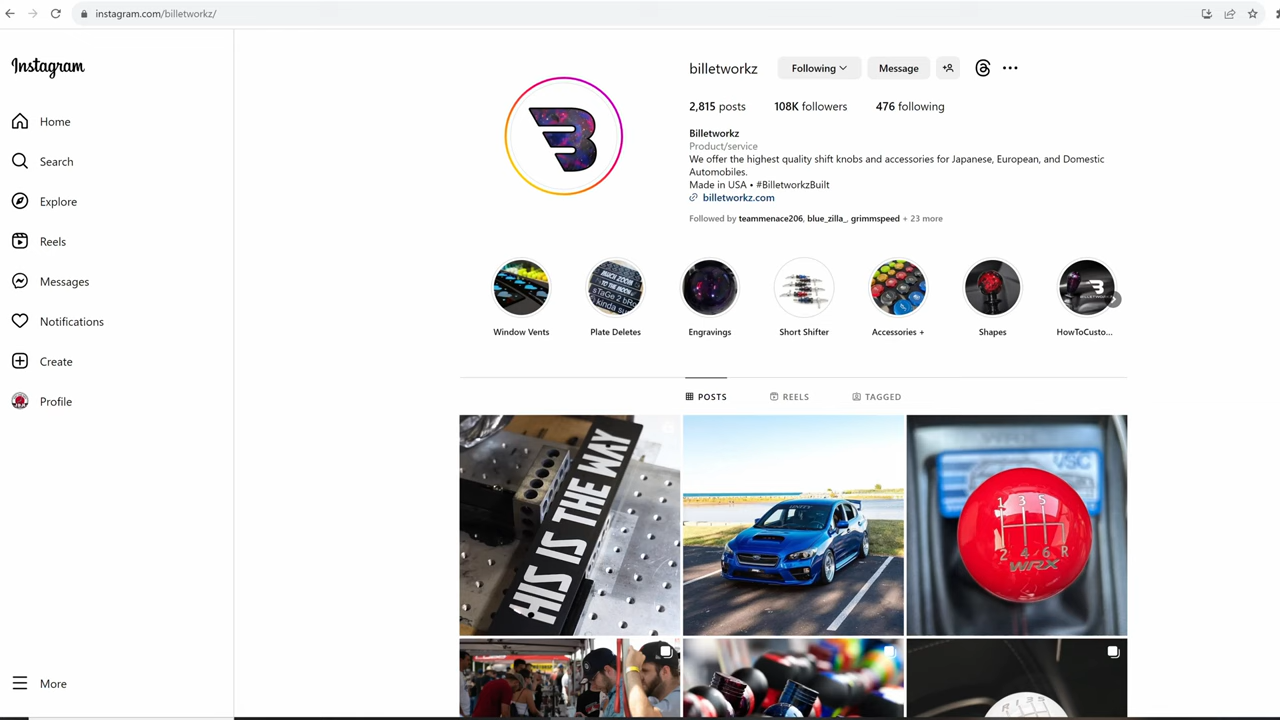 instagram.com/billetworkz/
Instagram
Home
Search
Explore
Reels
Messages
Notifications
Create
Profile
More
billetworkz
Following
Message
2,815 posts 108K followers 476 following
Billetworkz
Product/service
We offer the highest quality shift knobs and accessories for Japanese, European, and Domestic
Automobiles.
Made in USA • #BilletworkzBuilt
billetworkz.com
Followed by teammenace206, blue_zilla_, grimmspeed + 23 more
Window Vents
Plate Deletes
Engravings
Short Shifter
Accessories +
Shapes
HowToCusto...
POSTS REELS TAGGED
HIS IS THE WAY
1 3 5
2 4 6 R
WRX